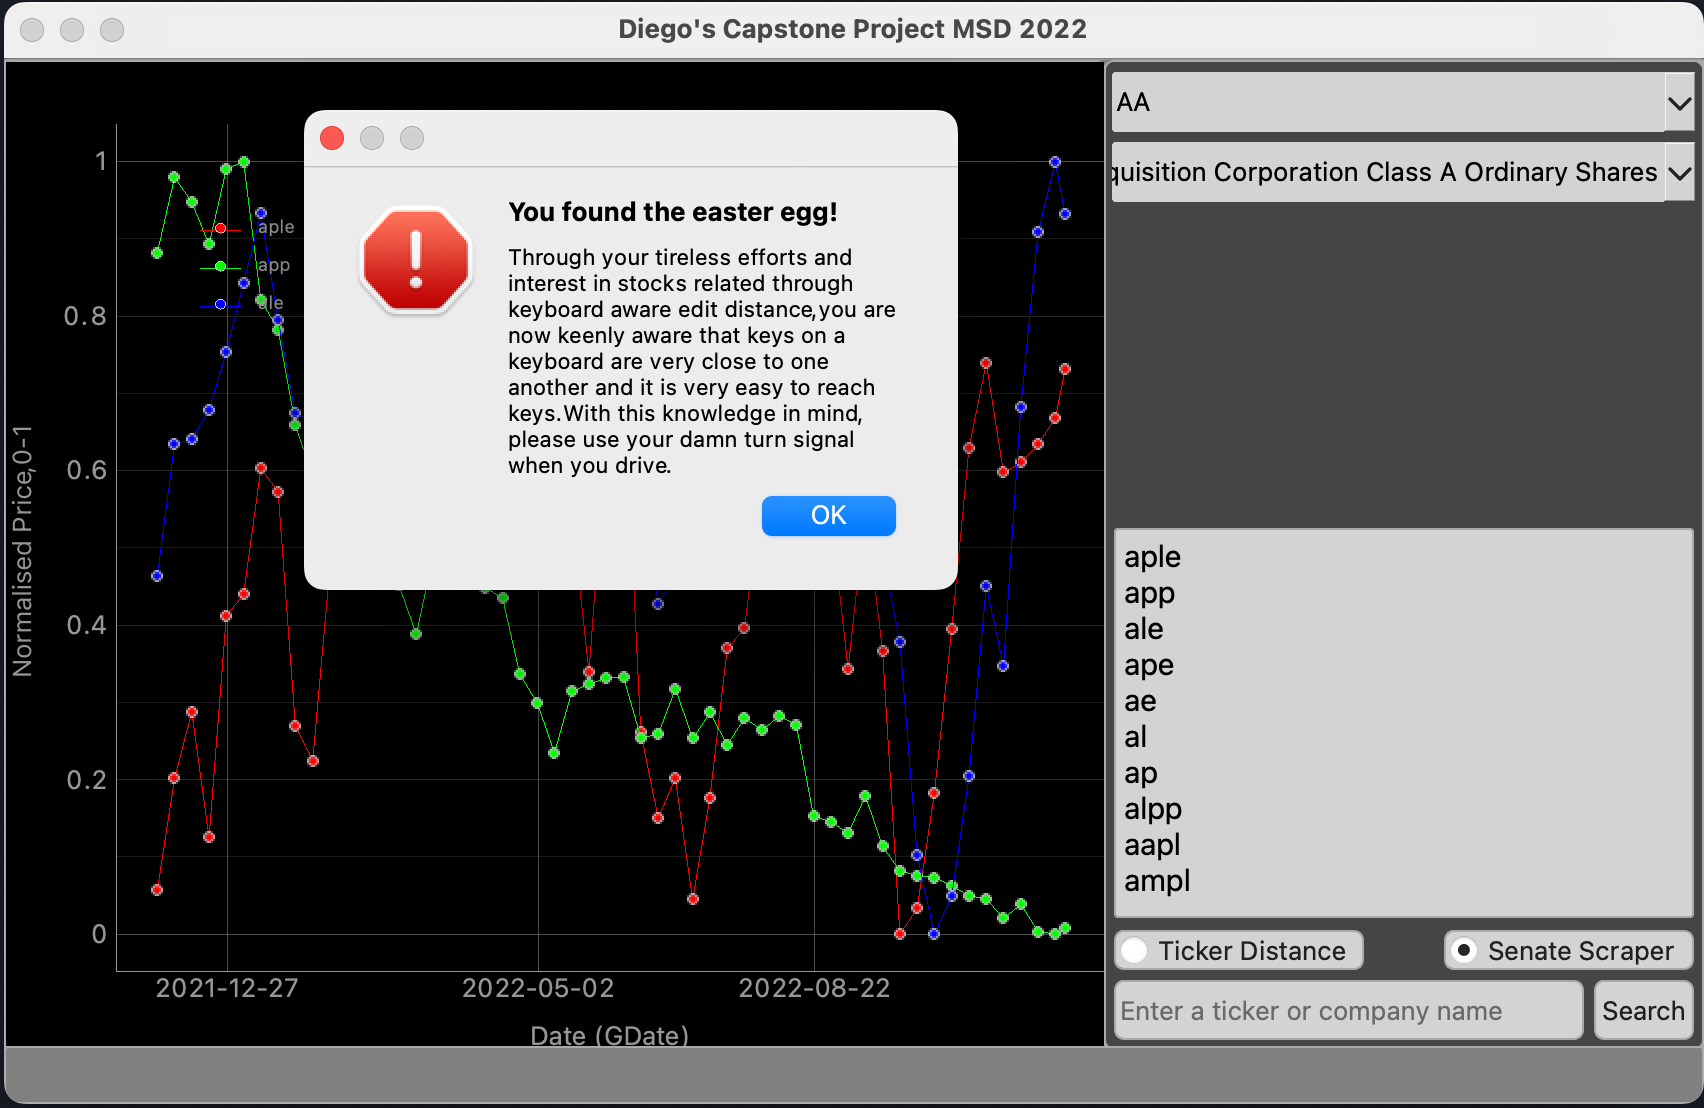 Diego's Capstone Project MSD 2022
AA
quisition Corporation Class A Ordinary Shares
You found the easter egg!
Through your tireless efforts and
interest in stocks related through
keyboard aware edit distance,you are
now keenly aware that keys on a
keyboard are very close to one
another and it is very easy to reach
keys.With this knowledge in mind,
please use your damn turn signal
when you drive.
OK
aple
app
ale
1
0.8
0.6
0.4
0.2
0
Normalised Price,0-1
2021-12-27
2022-05-02
2022-08-22
Date (GDate)
aple
app
ale
ape
ae
al
ap
alpp
aapl
ampl
Ticker Distance
Senate Scraper
Enter a ticker or company name
Search